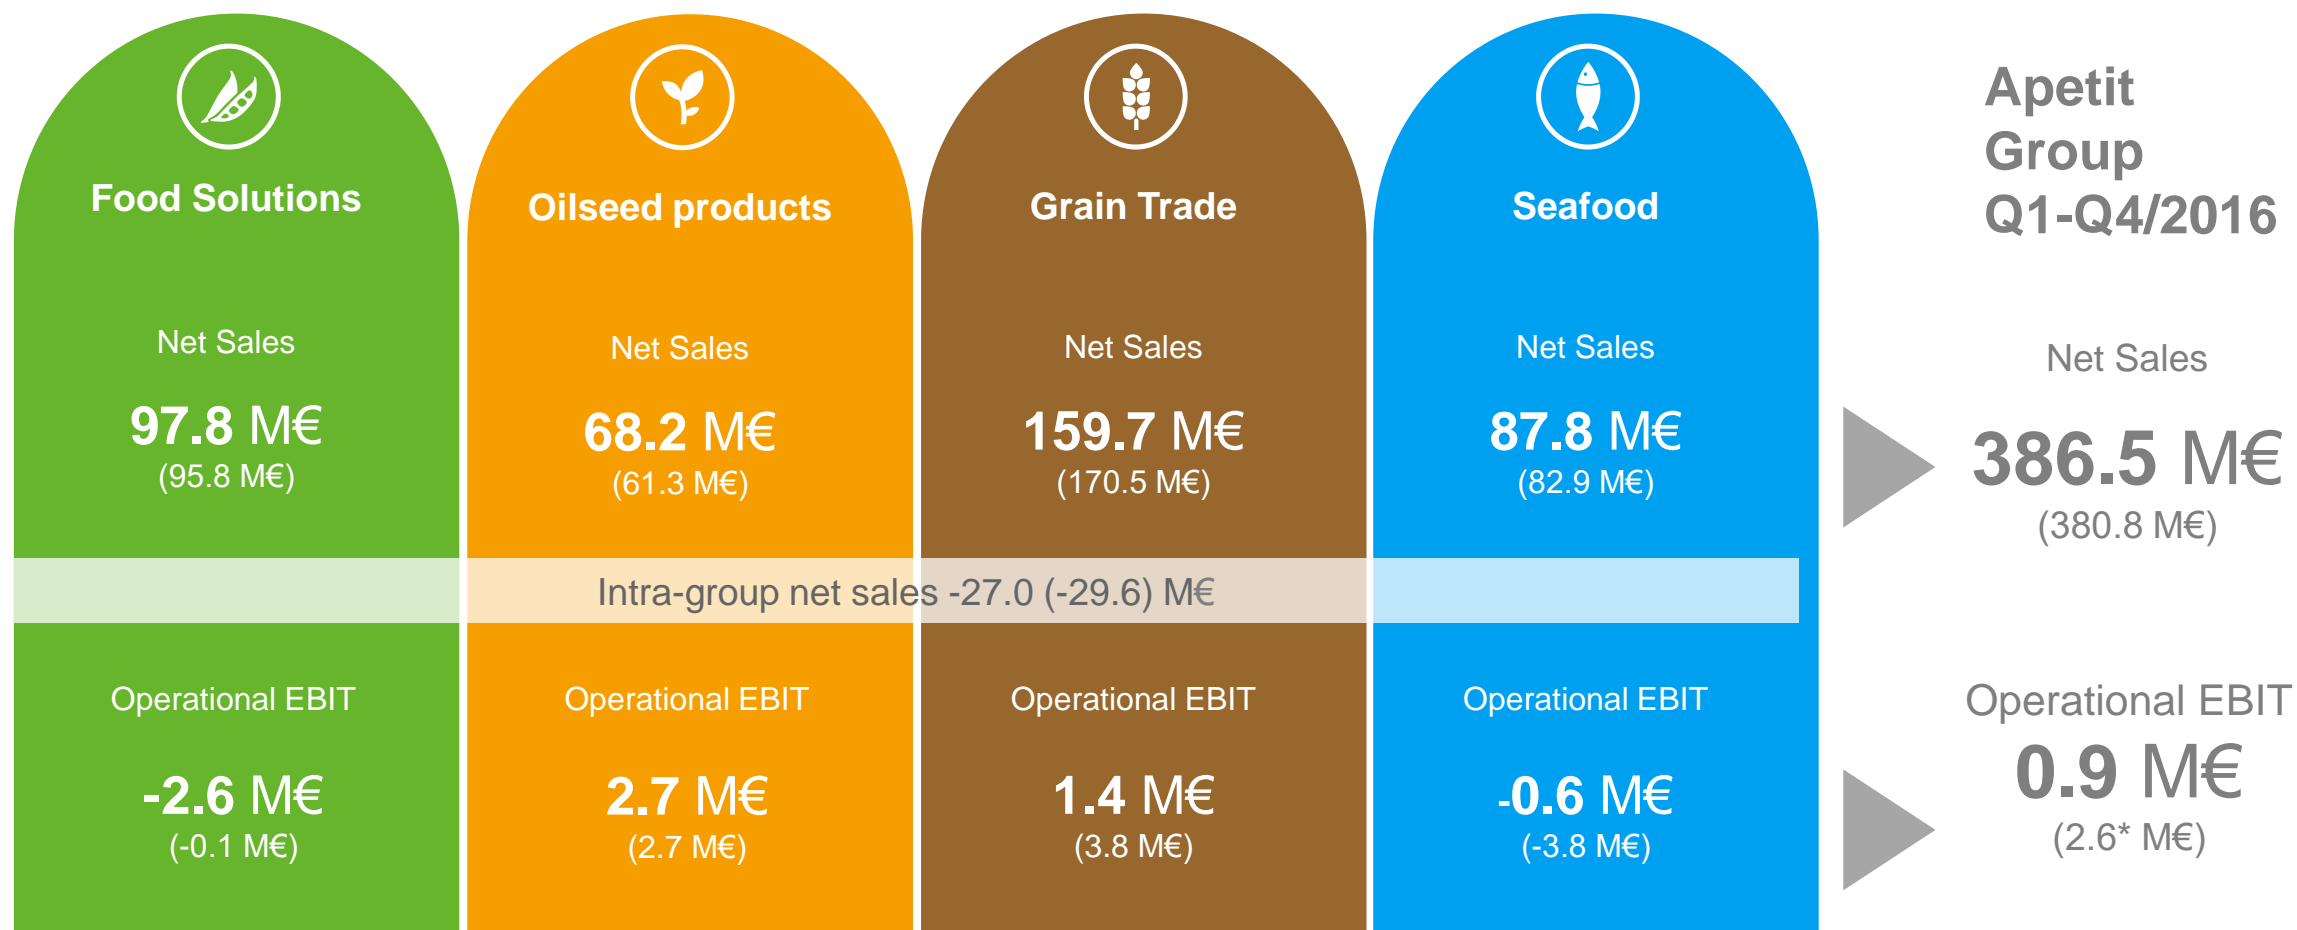 Food Solutions
Net Sales
97.8 M€
(95.8 M€)
Oilseed products
Net Sales
68.2 M€
(61.3 M€)
Grain Trade
Net Sales
159.7 M€
(170.5 M€)
Seafood
Net Sales
87.8 M€
(82.9 M€)
Apetit
Group
Q1-Q4/2016
Net Sales
386.5 M€
(380.8 M€)
Intra-group net sales -27.0 (-29.6) M€
Operational EBIT
-2.6 M€
(-0.1 M€)
Operational EBIT
2.7 M€
(2.7 M€)
Operational EBIT
1.4 M€
(3.8 M€)
Operational EBIT
-0.6 M€
(-3.8 M€)
Operational EBIT
0.9 M€
(2.6* M€)